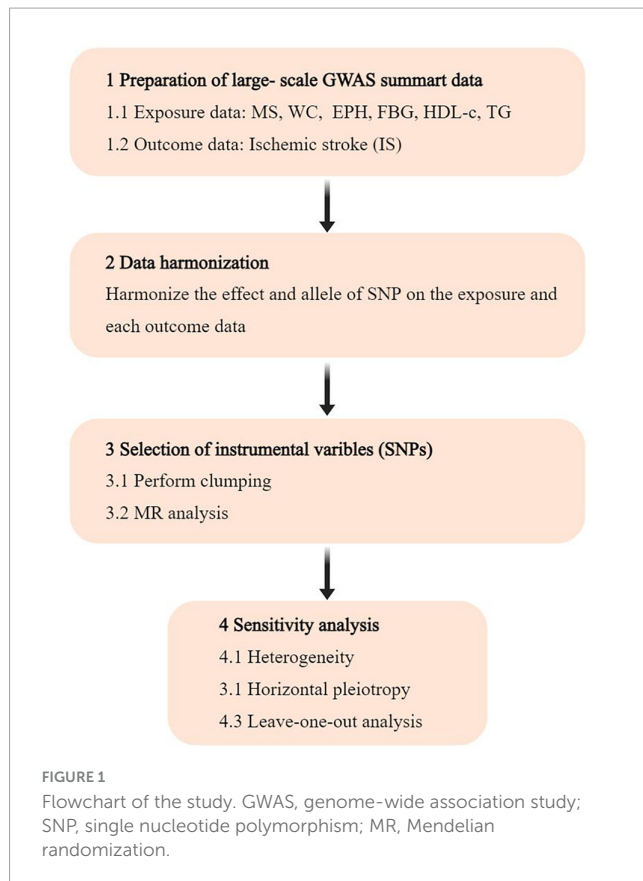 1 Preparation of large- scale GWAS summart data
1.1 Exposure data: MS, WC, EPH, FBG, HDL-c, TG
1.2 Outcome data: Ischemic stroke (IS)
2 Data harmonization
Harmonize the effect and allele of SNP on the exposure and
each outcome data
3 Selection of instrumental varibles (SNPs)
3.1 Perform clumping
3.2 MR analysis
4 Sensitivity analysis
4.1 Heterogeneity
3.1 Horizontal pleiotropy
4.3 Leave-one-out analysis
FIGURE 1
Flowchart of the study. GWAS, genome-wide association study;
SNP, single nucleotide polymorphism; MR, Mendelian
randomization.